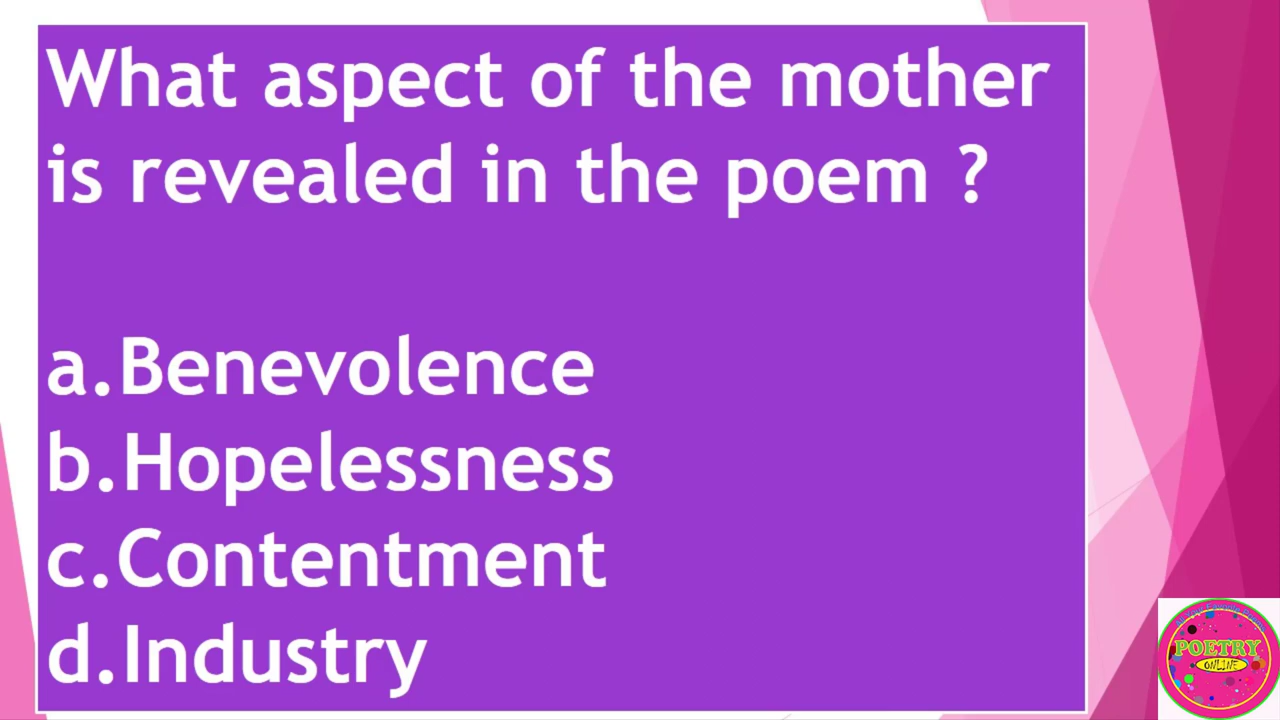 What aspect of the mother
is revealed in the poem ?
a.Benevolence
b.Hopelessness
c.Contentment
d.Industry
POETRY
ONLINE